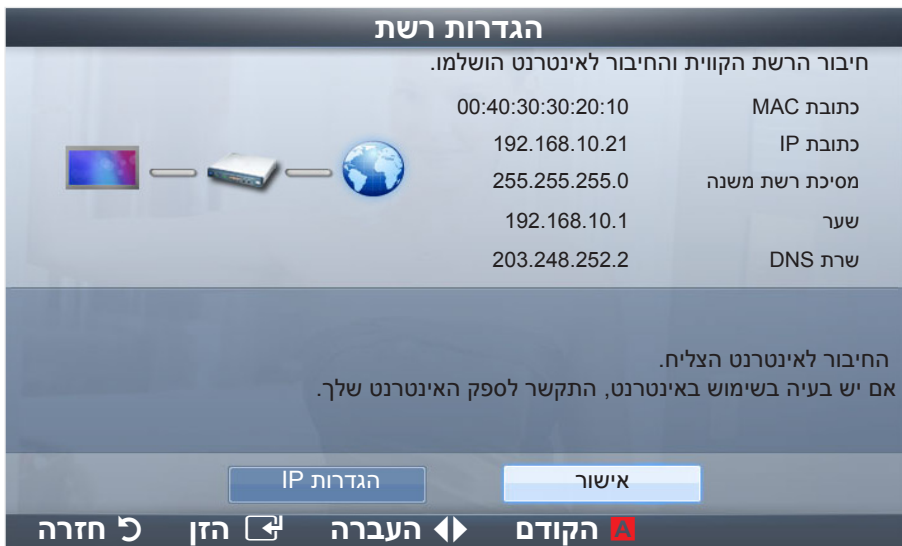 הגדרות רשת
חיבור הרשת הקווית והחיבור לאינטרנט הושלמו.
כתובת MAC 00:40:30:30:20:10
כתובת IP 192.168.10.21
מסיכת רשת משנה 255.255.255.0
שער 192.168.10.1
שרת DNS 203.248.252.2
החיבור לאינטרנט הצליח.
אם יש בעיה בשימוש באינטרנט, התקשר לספק האינטרנט שלך.
אישור הגדרות IP
A הקודם העברה הזן חזרה